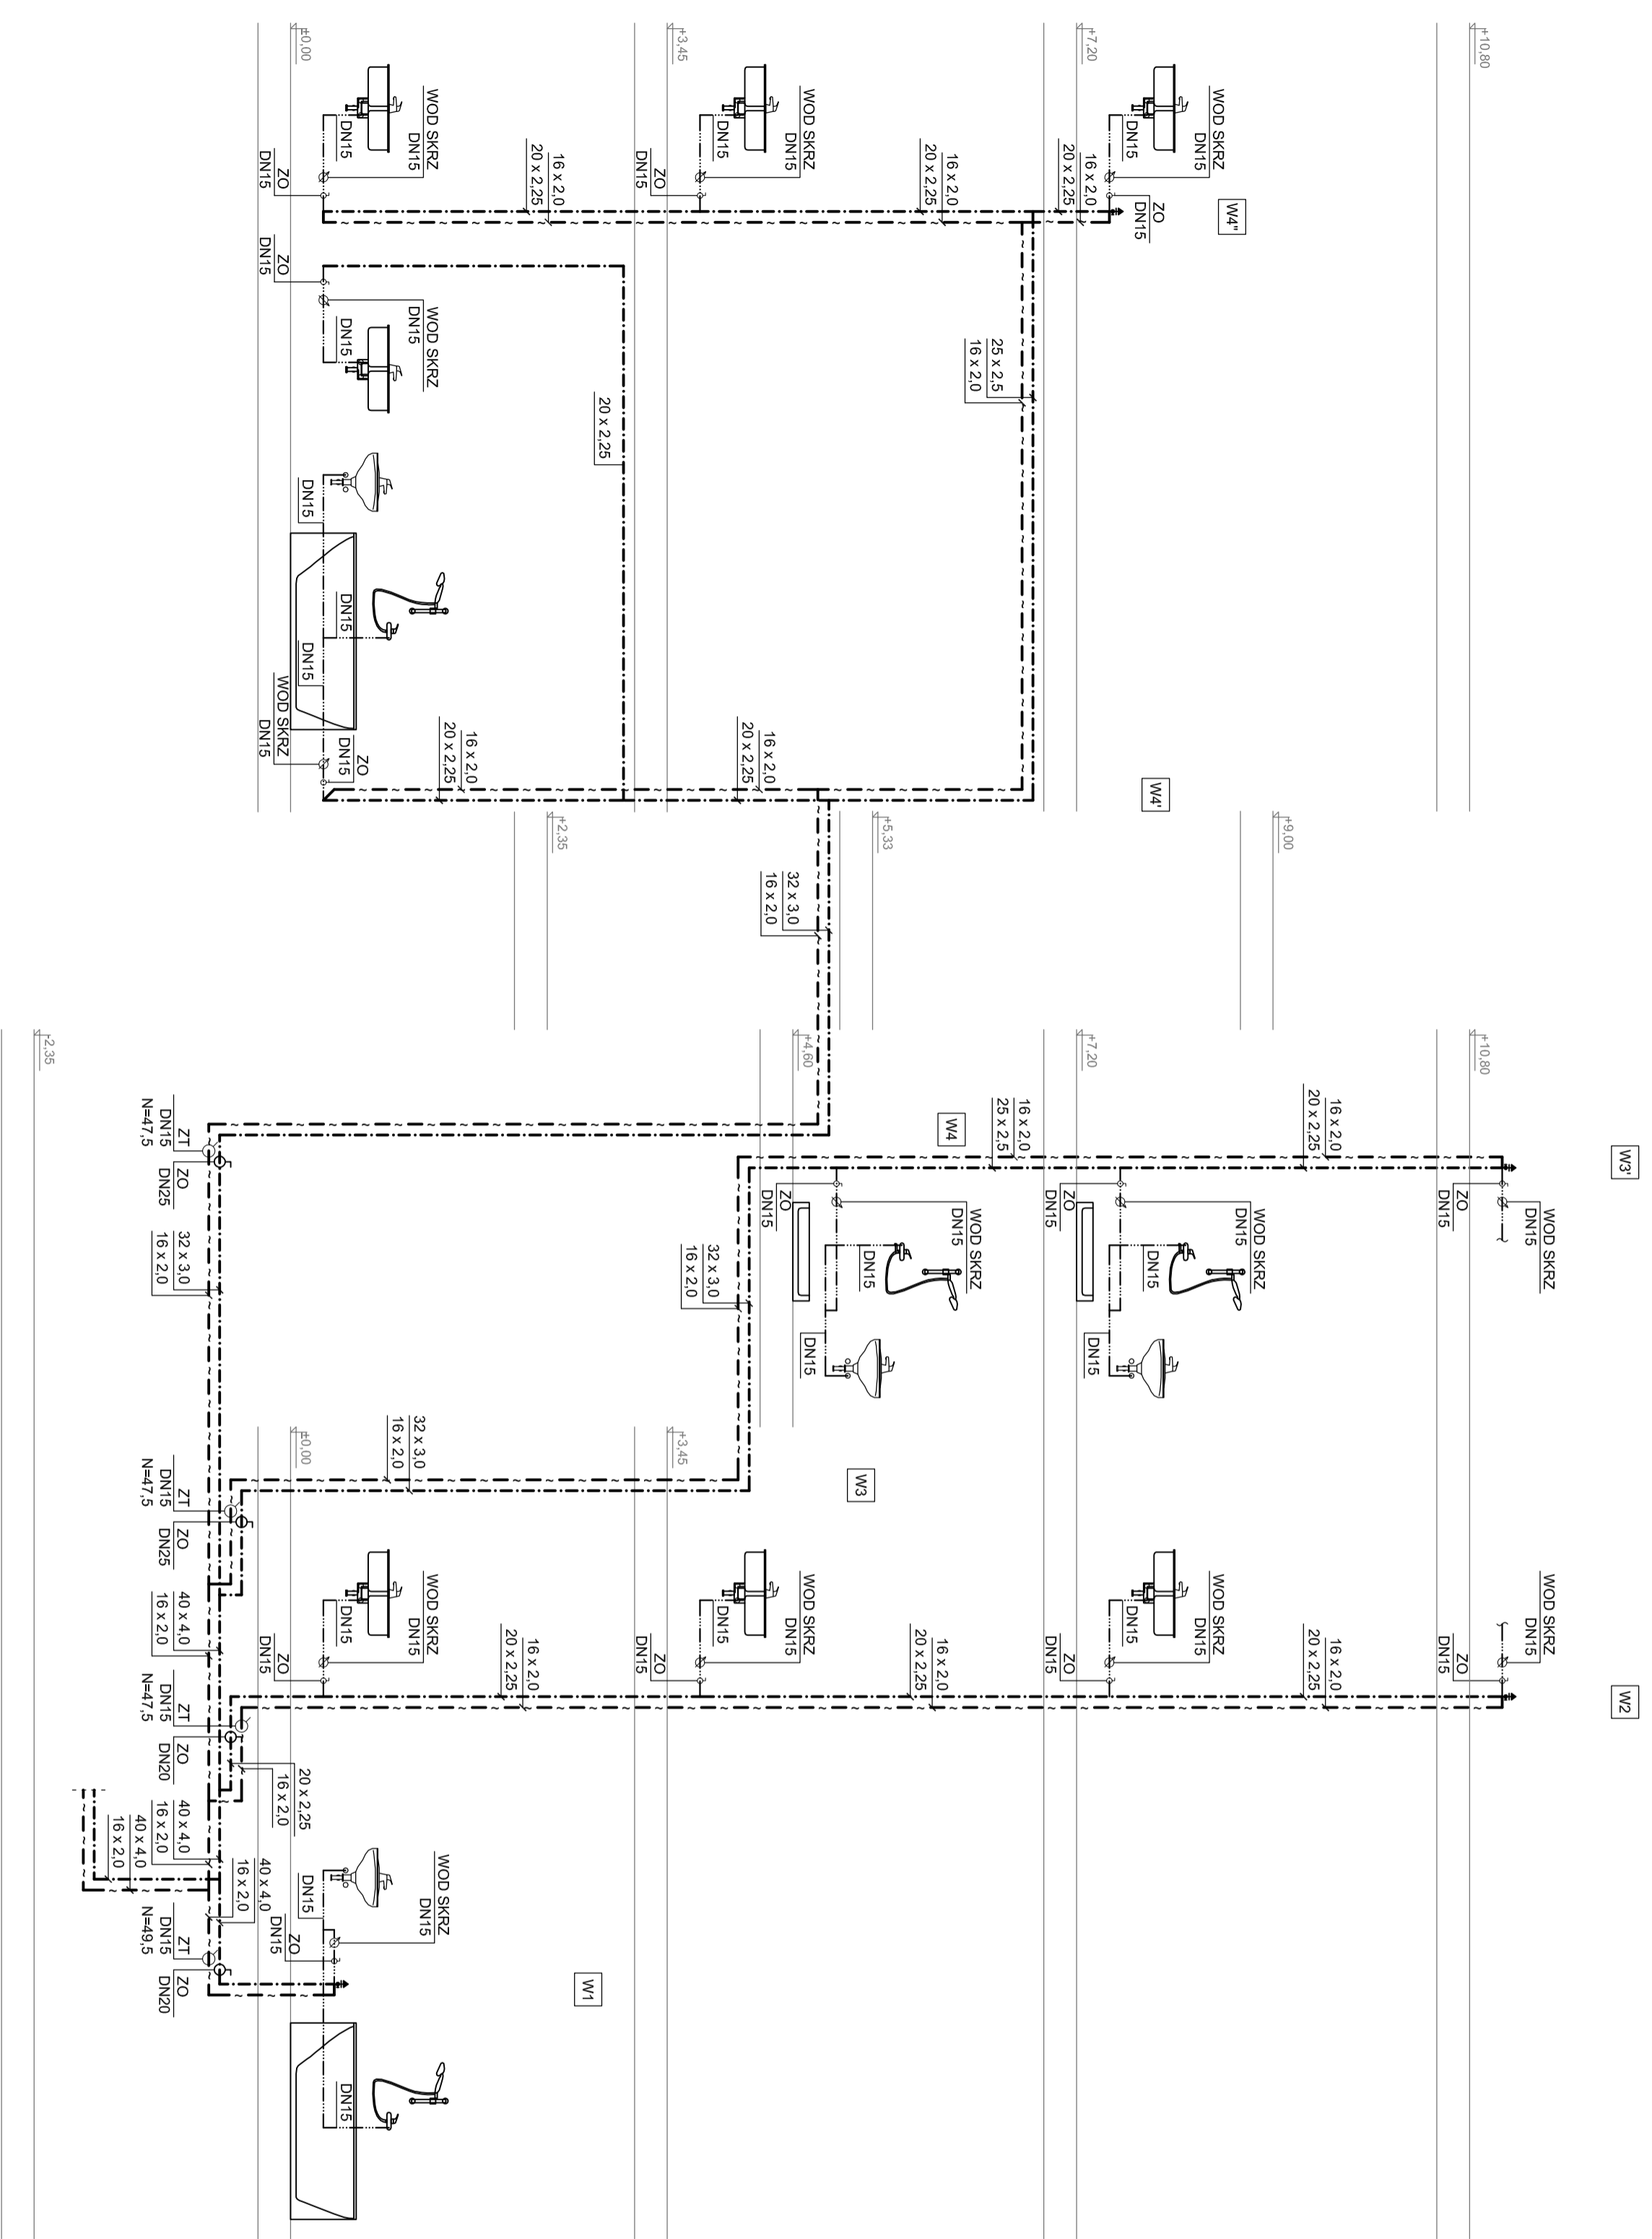 W3'
W2
WOD SKRZ
DN15
WOD SKRZ
DN15
+10,80
+10,80
ZO
DN15
ZO
DN15
16 x 2,0
20 x 2,25
16 x 2,0
20 x 2,25
+9,00
WOD SKRZ
DN15
W4"
WOD SKRZ
DN15
WOD SKRZ
DN15
ZO
DN15
W4'
DN15
DN15
DN15
+7,20
+7,20
16 x 2,0
20 x 2,25
DN15
ZO
DN15
ZO
DN15
25 x 2,5
16 x 2,0
16 x 2,0
25 x 2,5
WOD SKRZ
DN15
W4
16 x 2,0
20 x 2,25
16 x 2,0
20 x 2,25
+5,33
DN15
W3
WOD SKRZ
DN15
DN15
WOD SKRZ
DN15
+4,60
ZO
DN15
32 x 3,0
16 x 2,0
16 x 2,0
20 x 2,25
DN15
DN15
32 x 3,0
16 x 2,0
+3,45
+3,45
ZO
DN15
ZO
DN15
20 x 2,25
W1
+2,35
16 x 2,0
20 x 2,25
16 x 2,0
20 x 2,25
16 x 2,0
20 x 2,25
WOD SKRZ
DN15
WOD SKRZ
DN15
32 x 3,0
16 x 2,0
WOD SKRZ
DN15
WOD SKRZ
DN15
ZO
DN15
DN15
DN15
DN15
DN15
DN15
±0,00
DN15
DN15
±0,00
DN15
20 x 2,25
16 x 2,0
ZO
DN15
ZO
DN15
ZO
DN15
WOD SKRZ
DN15
ZO
DN15
40 x 4,0
16 x 2,0
ZT
DN15
N=47,5
ZO
DN25
32 x 3,0
16 x 2,0
ZT
DN15
N=47,5
ZO
DN25
40 x 4,0
16 x 2,0
ZT
DN15
N=47,5
ZO
DN20
40 x 4,0
16 x 2,0
40 x 4,0
16 x 2,0
ZT
DN15
N=49,5
ZO
DN20
-2,35